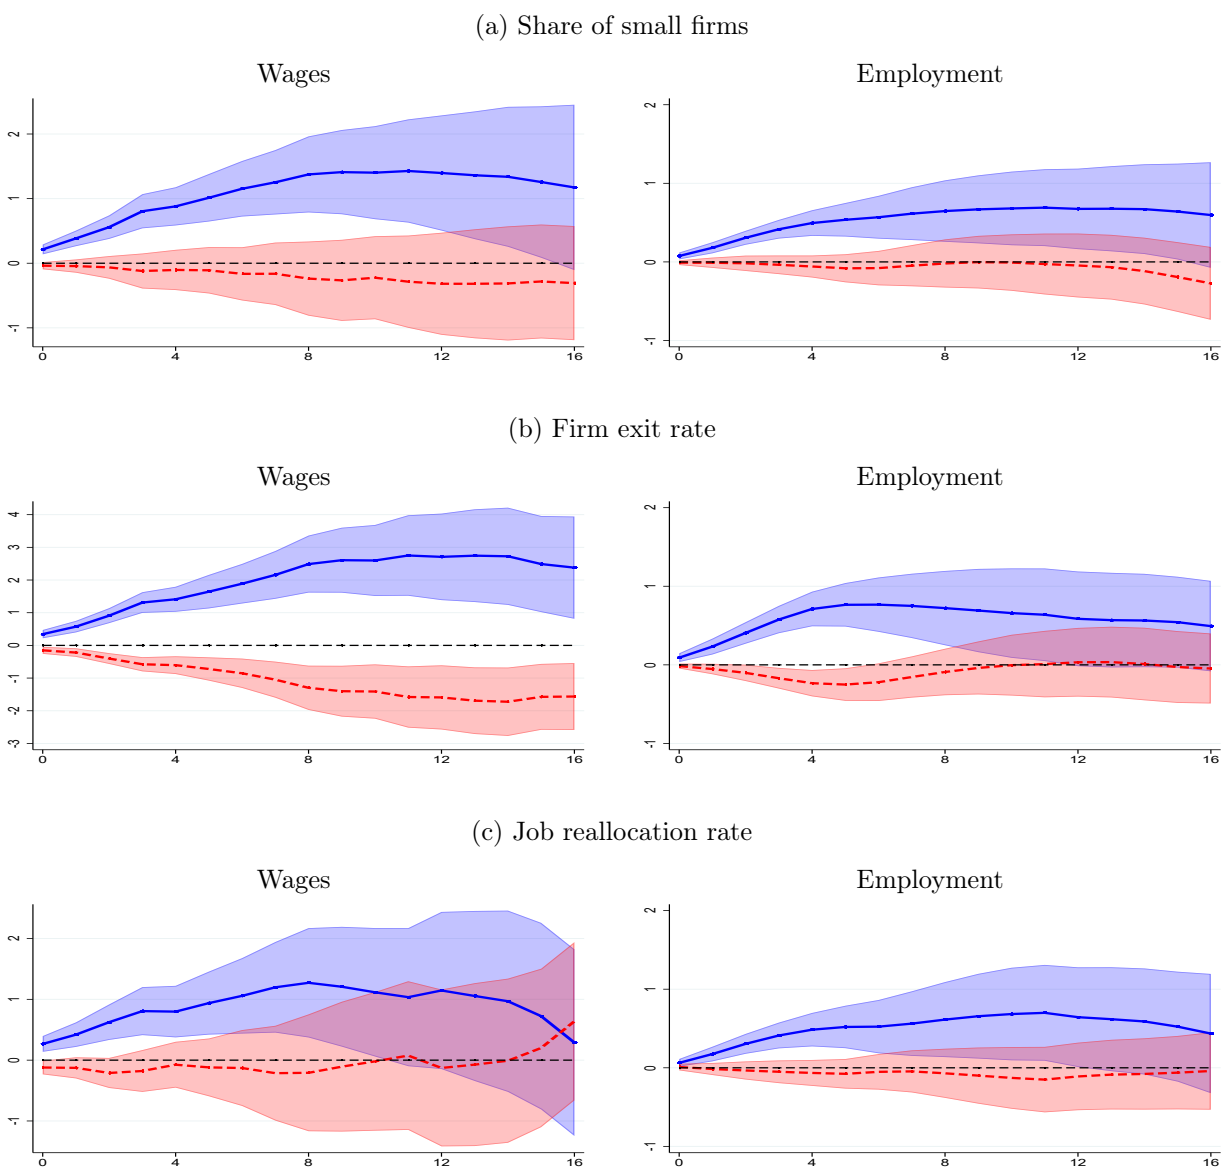 (a) Share of small firms
Wages
Employment
2
1
0
-1
0 4 8 12 16
2
1
0
-1
0 4 8 12 16
(b) Firm exit rate
Wages
Employment
4
3
2
1
0
-1
-2
-3
0 4 8 12 16
2
1
0
-1
0 4 8 12 16
(c) Job reallocation rate
Wages
Employment
2
1
0
-1
0 4 8 12 16
2
1
0
-1
0 4 8 12 16